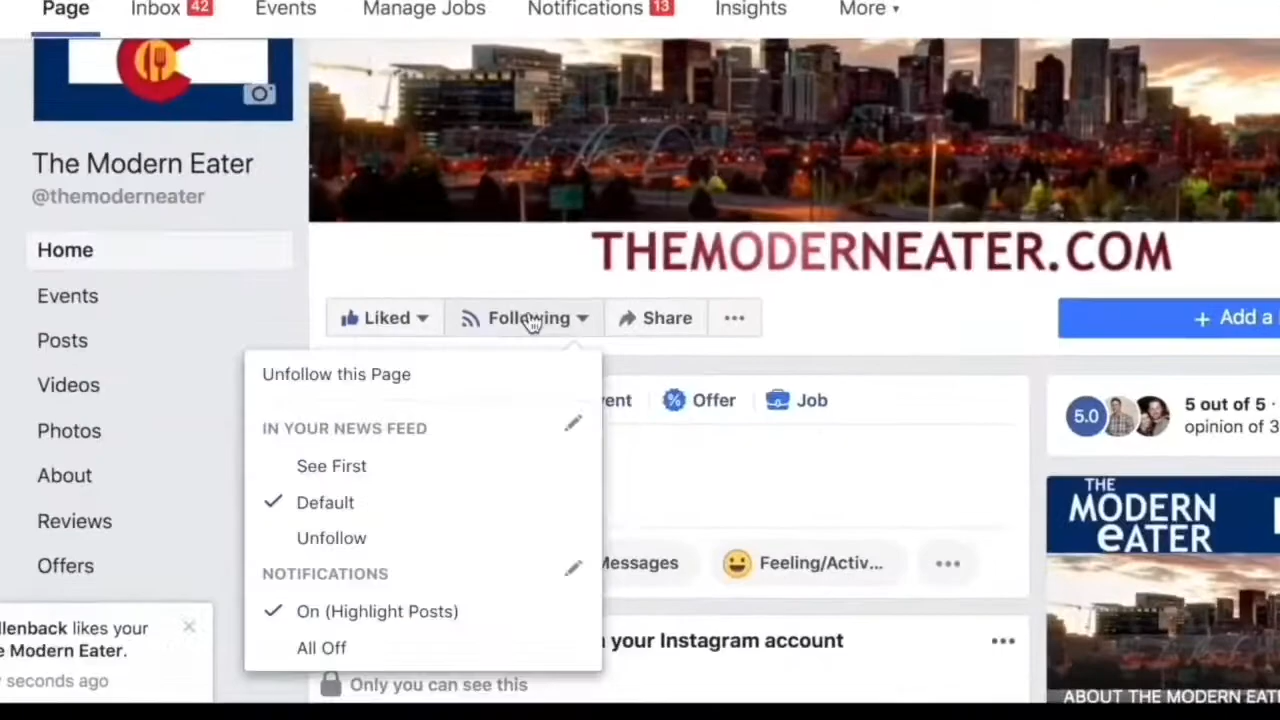 Page Inbox 42 Events Manage Jobs Notifications 13 Insights More
The Modern Eater
@themoderneater
Home
Events
Posts
Videos
Photos
About
Reviews
Offers
llenback likes your
e Modern Eater.
seconds ago
THEMODERNEATER.COM
Liked Following Share
+ Add a
Unfollow this Page
IN YOUR NEWS FEED
See First
Default
Unfollow
NOTIFICATIONS
On (Highlight Posts)
All Off
ent Offer Job
Messages Feeling/Activ...
your Instagram account
Only you can see this
5.0
5 out of 5 ·
opinion of 3
THE
MODERN
eATER
ABOUT THE MODERN EAT